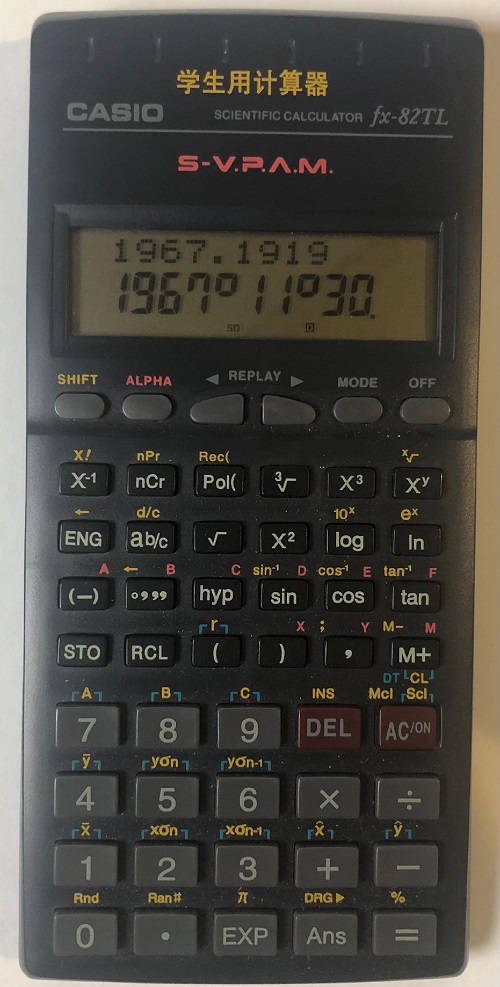 学生用计算器
CASIO SCIENTIFIC CALCULATOR fx-82TL
S-V.P.A.M.
1967.1919
1967°11°30.
SD D
SHIFT ALPHA ◀ REPLAY ▶ MODE OFF
X! nPr Rec( ˣ√
X⁻¹ nCr Pol( ³√ X³ Xʸ
← d/c 10ˣ eˣ
ENG ab/c √ X² log ln
A ← B C sin⁻¹ D cos⁻¹ E tan⁻¹ F
(−) °,,, hyp sin cos tan
r X ; Y M− M
STO RCL ( ) , M+
DT CL
A B C INS Mcl Scl
7 8 9 DEL AC/ON
ȳ yσn yσn-1
4 5 6 × ÷
x̄ xσn xσn-1 x̂ ŷ
1 2 3 + −
Rnd Ran# π DRG▶ %
0 . EXP Ans =